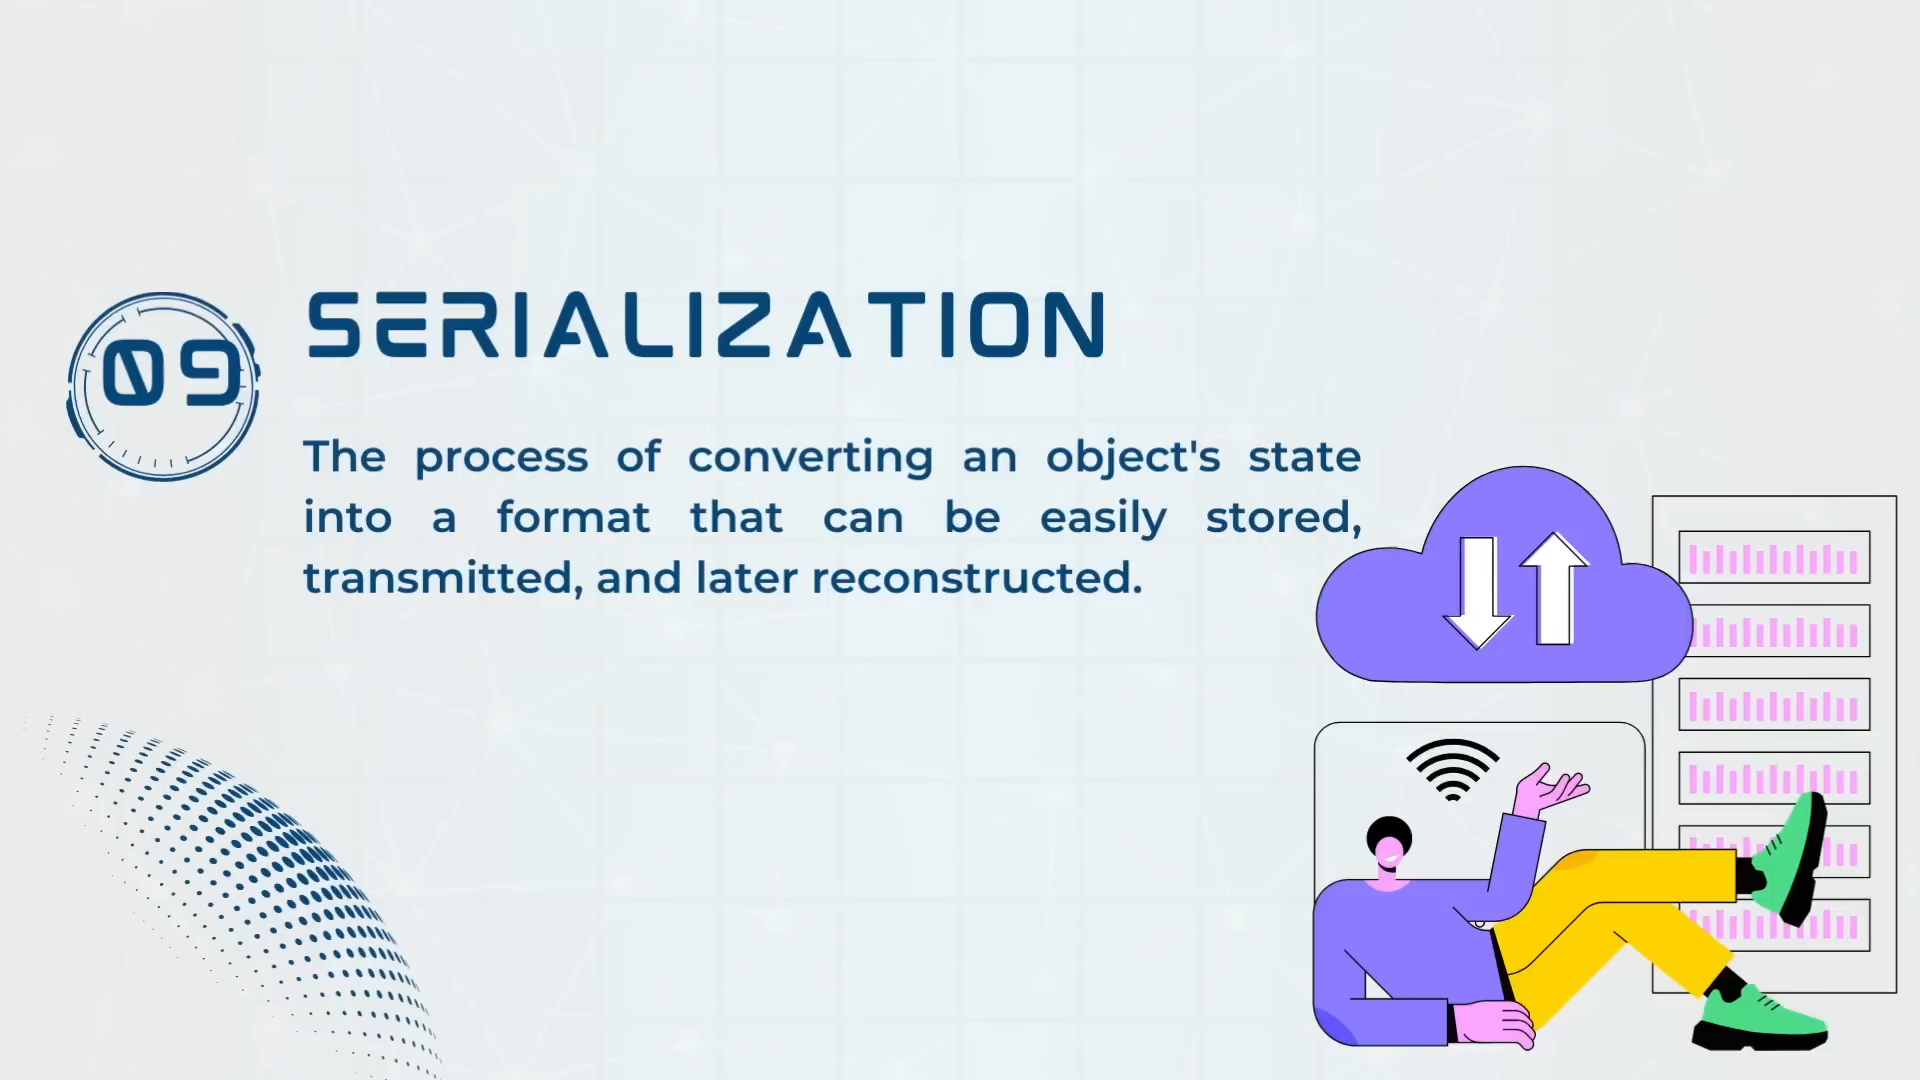 09
SERIALIZATION
The process of converting an object's state
into a format that can be easily stored,
transmitted, and later reconstructed.